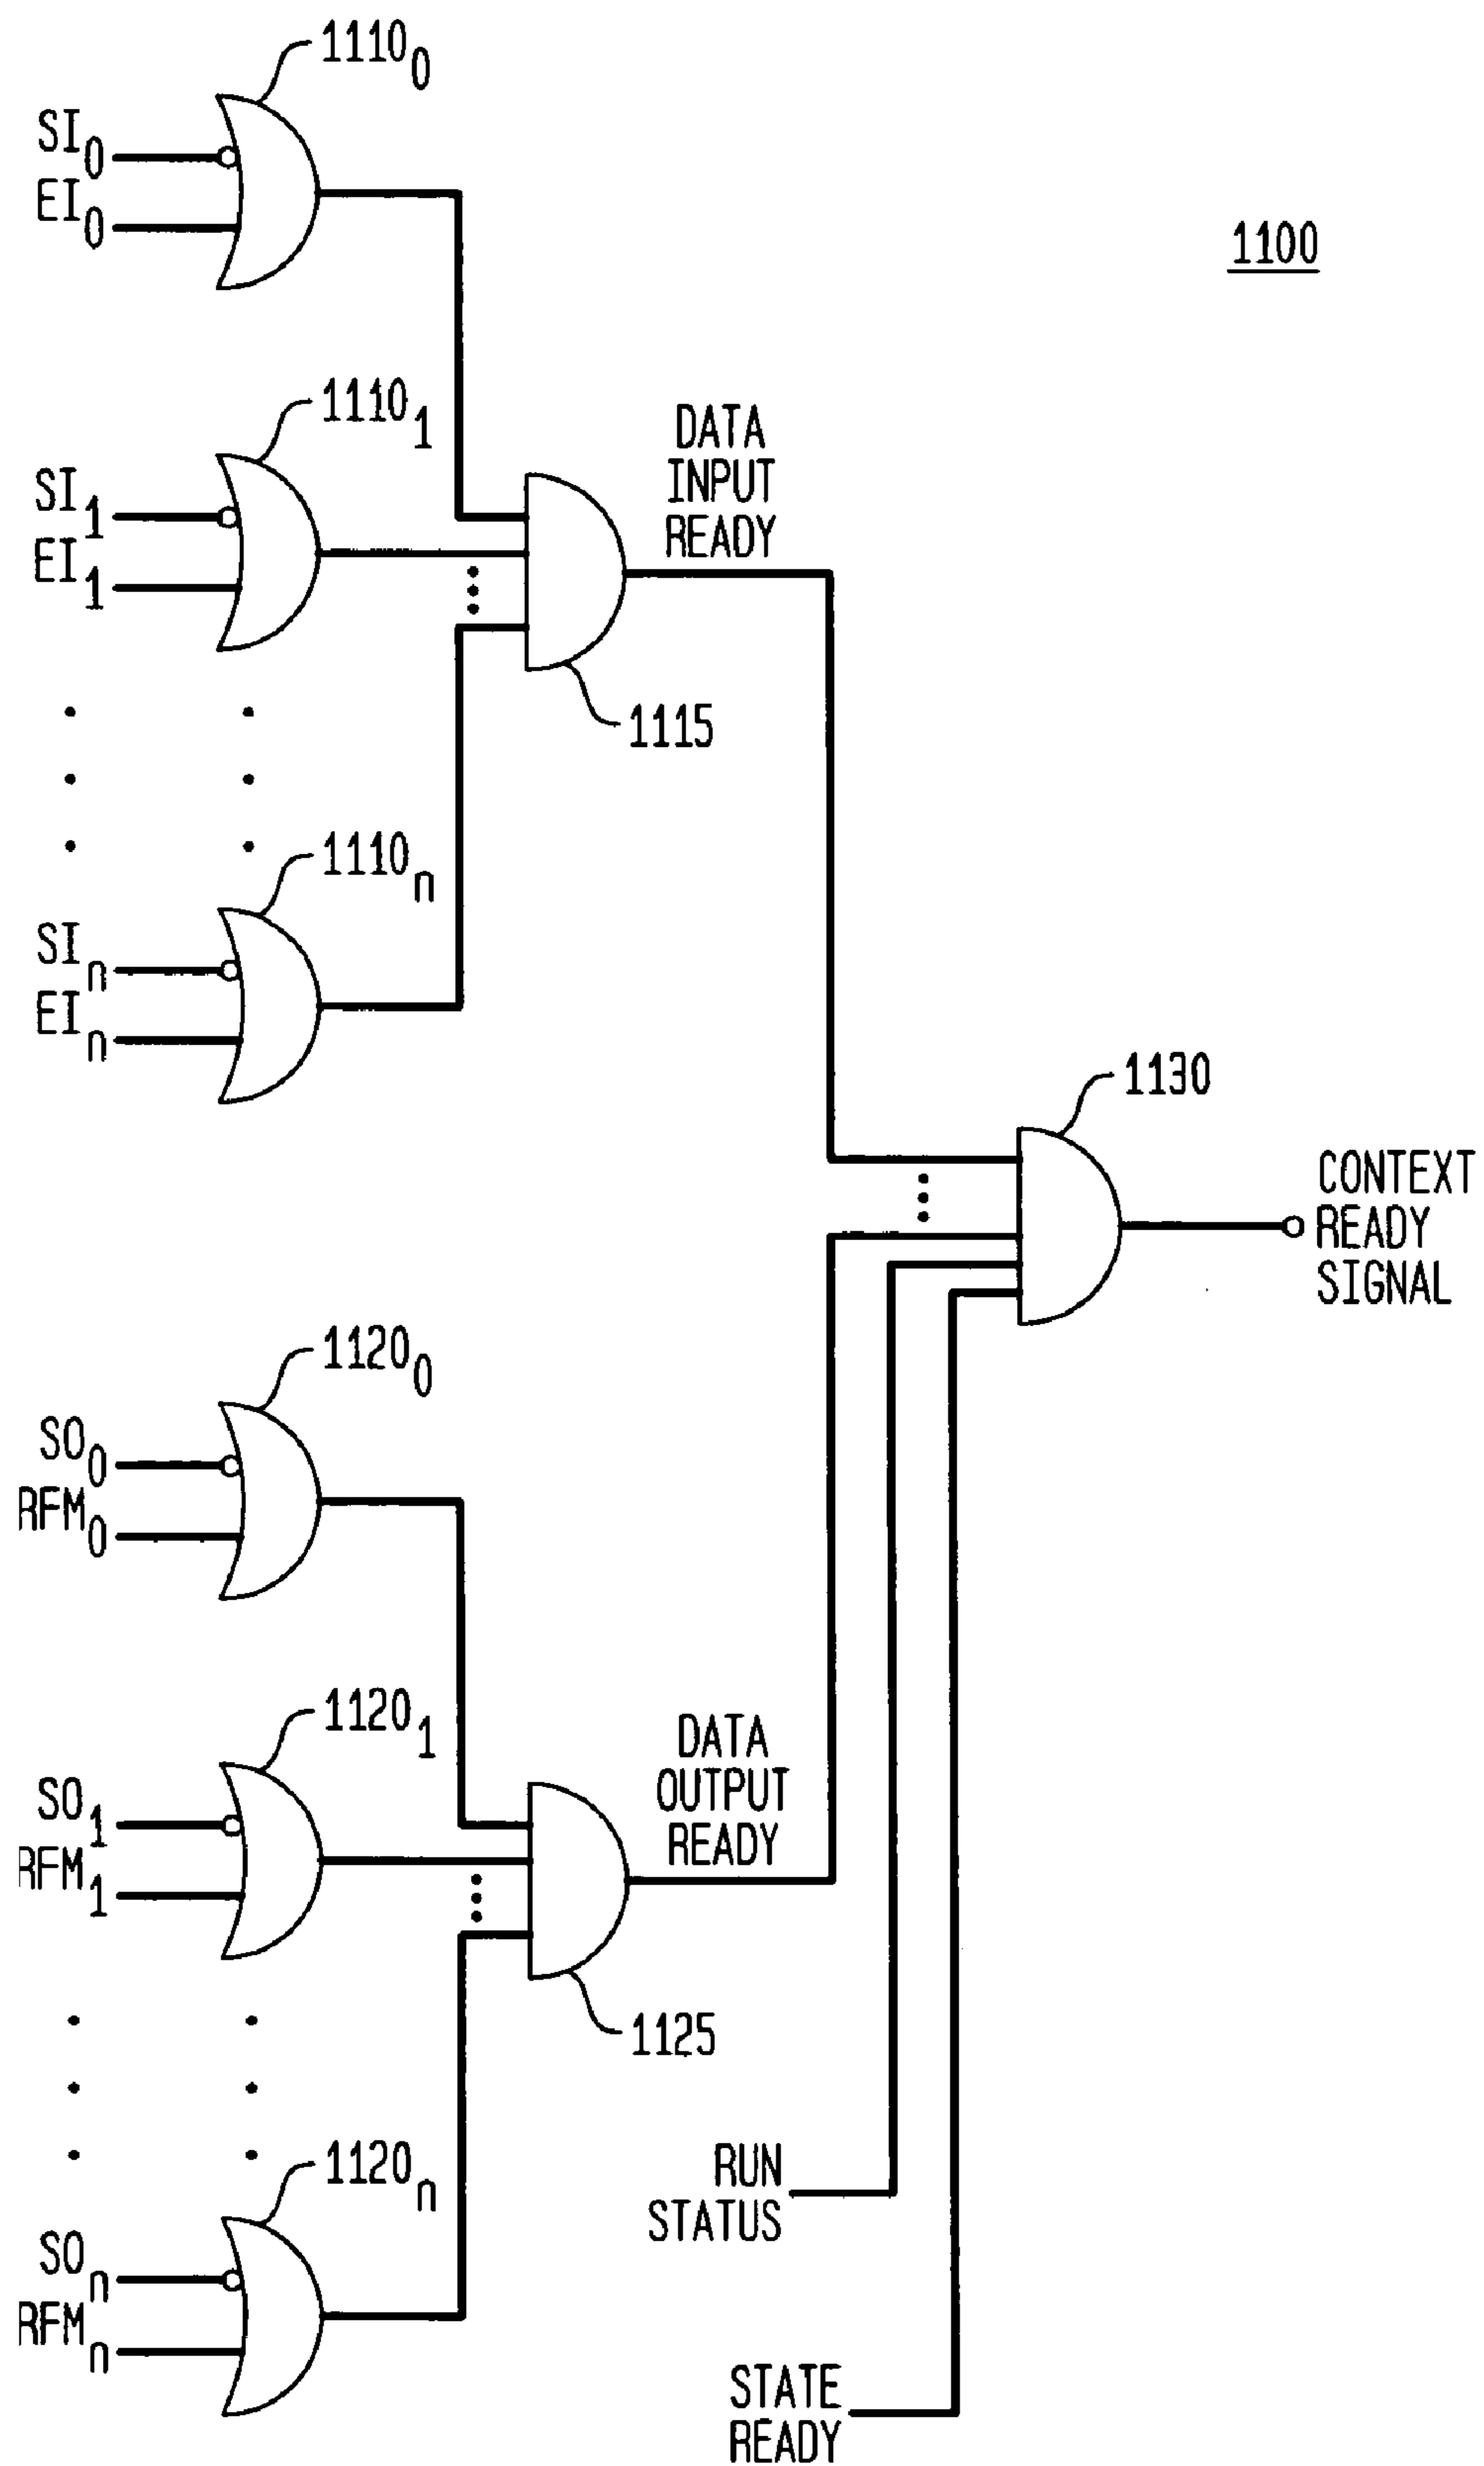 1110₀
SI₀
EI₀
1100
1110₁
SI₁
EI₁
DATA
INPUT
READY
1115
1110ₙ
SIₙ
EIₙ
1130
CONTEXT
READY
SIGNAL
1120₀
SO₀
RFM₀
1120₁
SO₁
RFM₁
DATA
OUTPUT
READY
1125
1120ₙ
SOₙ
RFMₙ
RUN
STATUS
STATE
READY